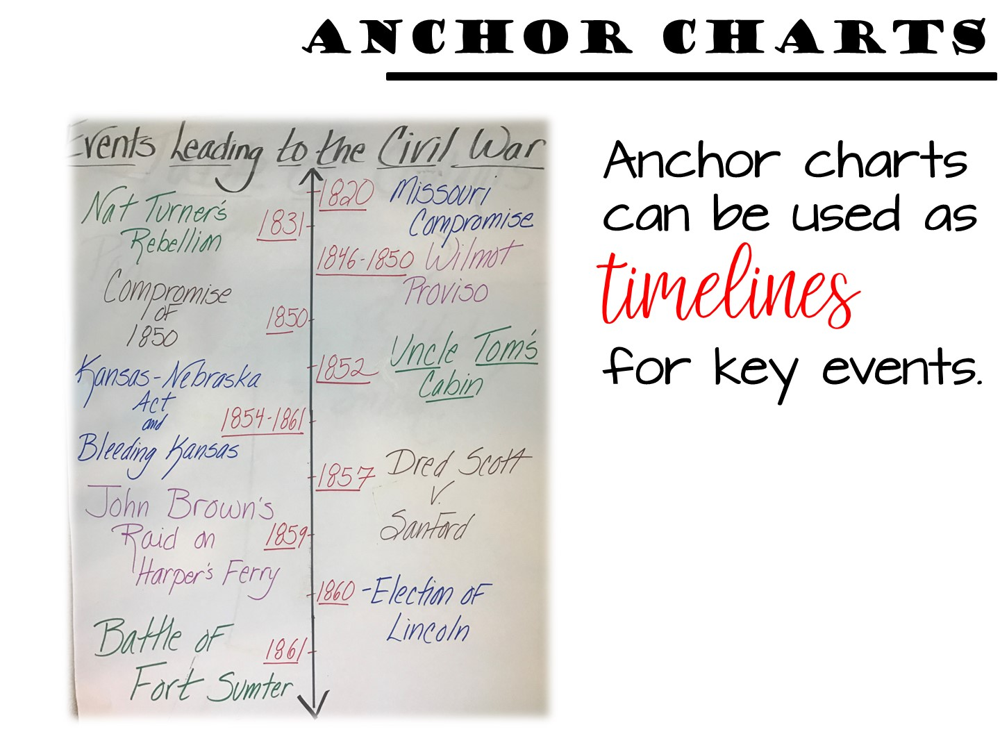 ANCHOR CHARTS
Events Leading to the Civil War
1820 Missouri
Compromise
Nat Turner's
Rebellion
1831
1846-1850 Wilmot
Proviso
Compromise
of
1850
1850
1852 Uncle Tom's
Cabin
Kansas-Nebraska
Act
and
Bleeding Kansas
1854-1861
1857 Dred Scott
v.
Sanford
John Brown's
Raid on
Harper's Ferry
1859
1860 -Election of
Lincoln
Battle of
Fort Sumter
1861
Anchor charts
can be used as
timelines
for key events.